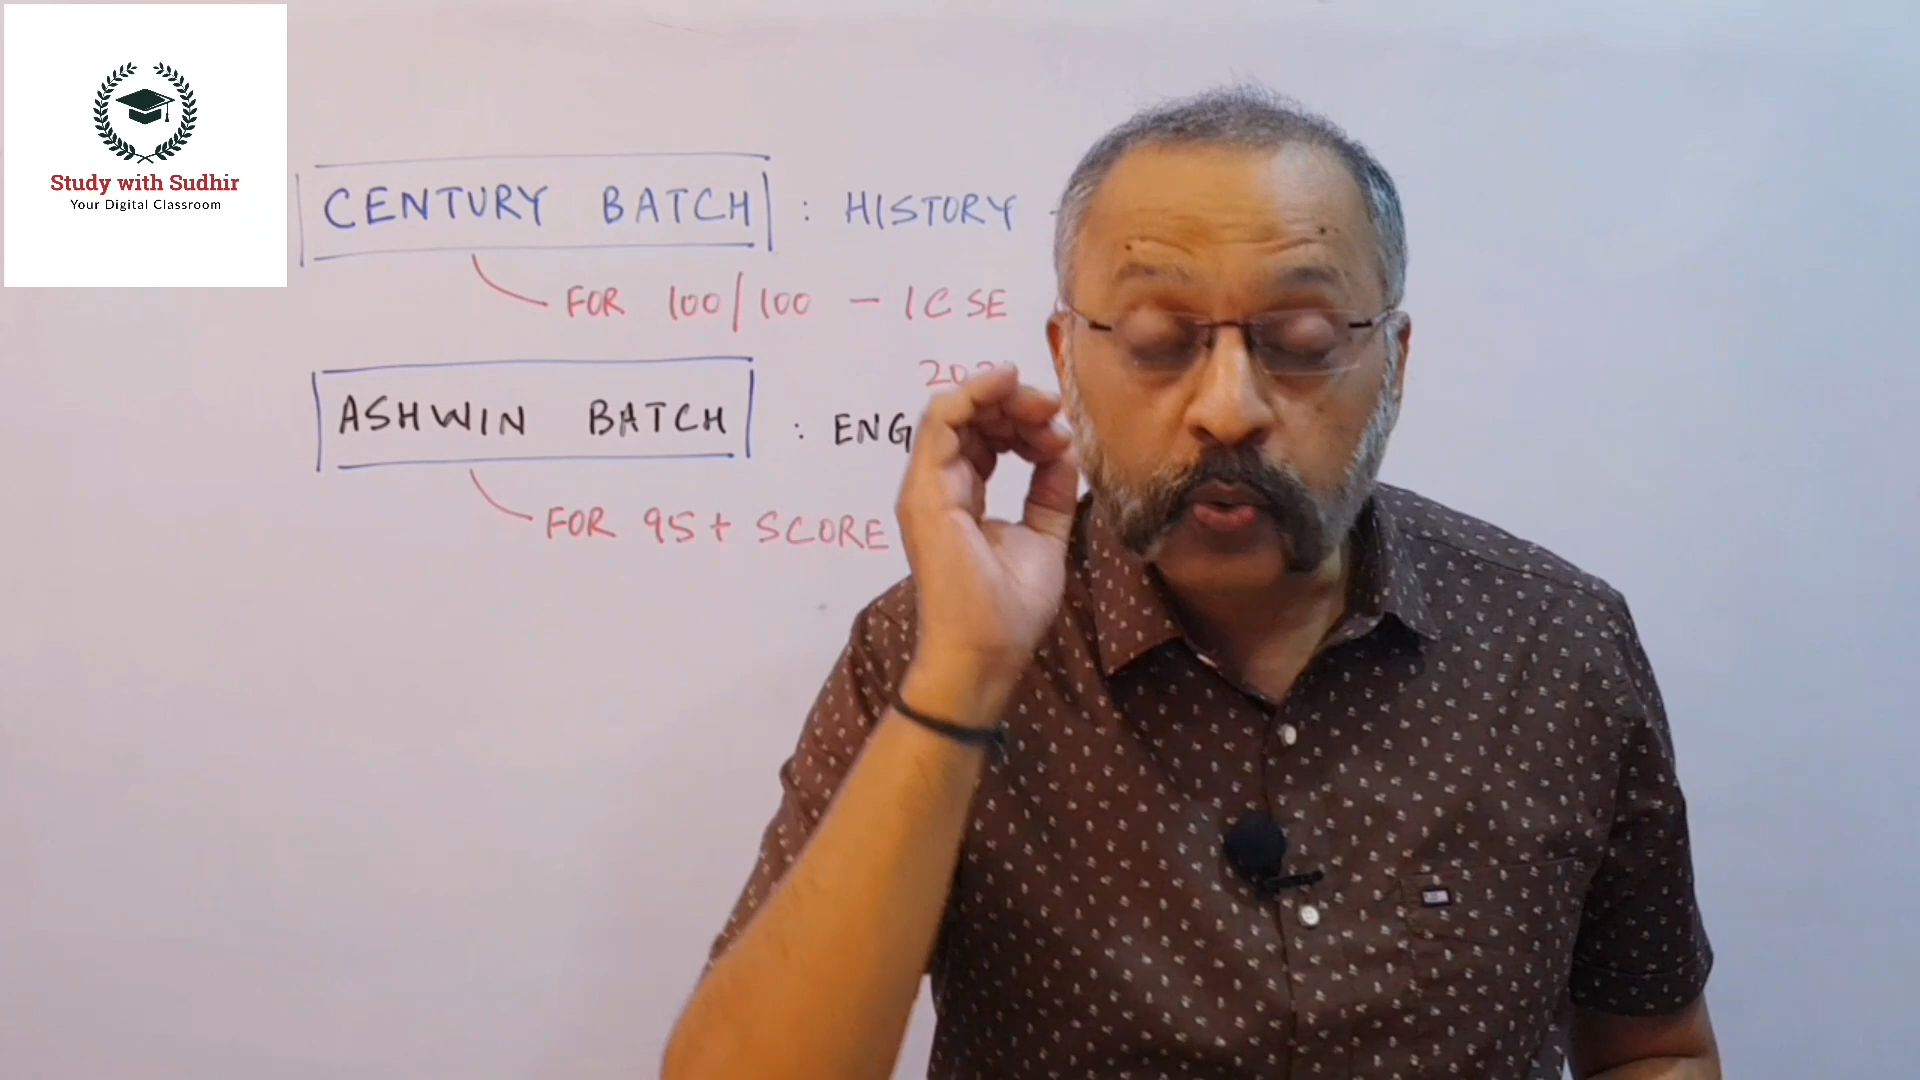 Study with Sudhir
Your Digital Classroom
CENTURY BATCH : HISTORY -
FOR 100/100 - ICSE
ASHWIN BATCH : ENG
FOR 95+ SCORE